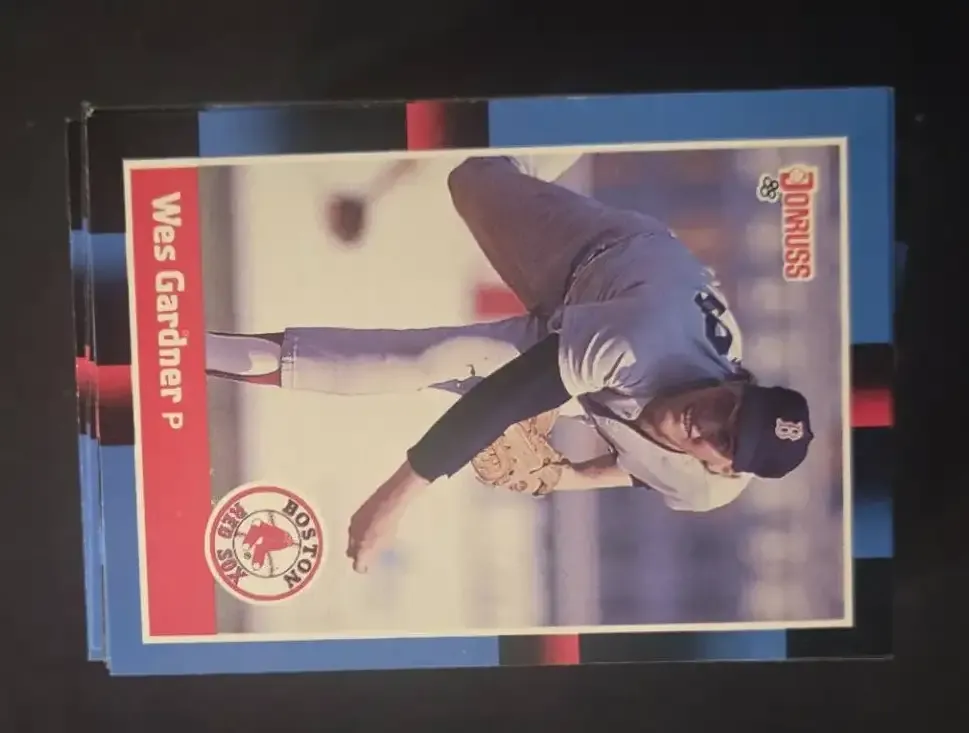 DONRUSS
B
BOSTON
RED SOX
Wes Gardner P